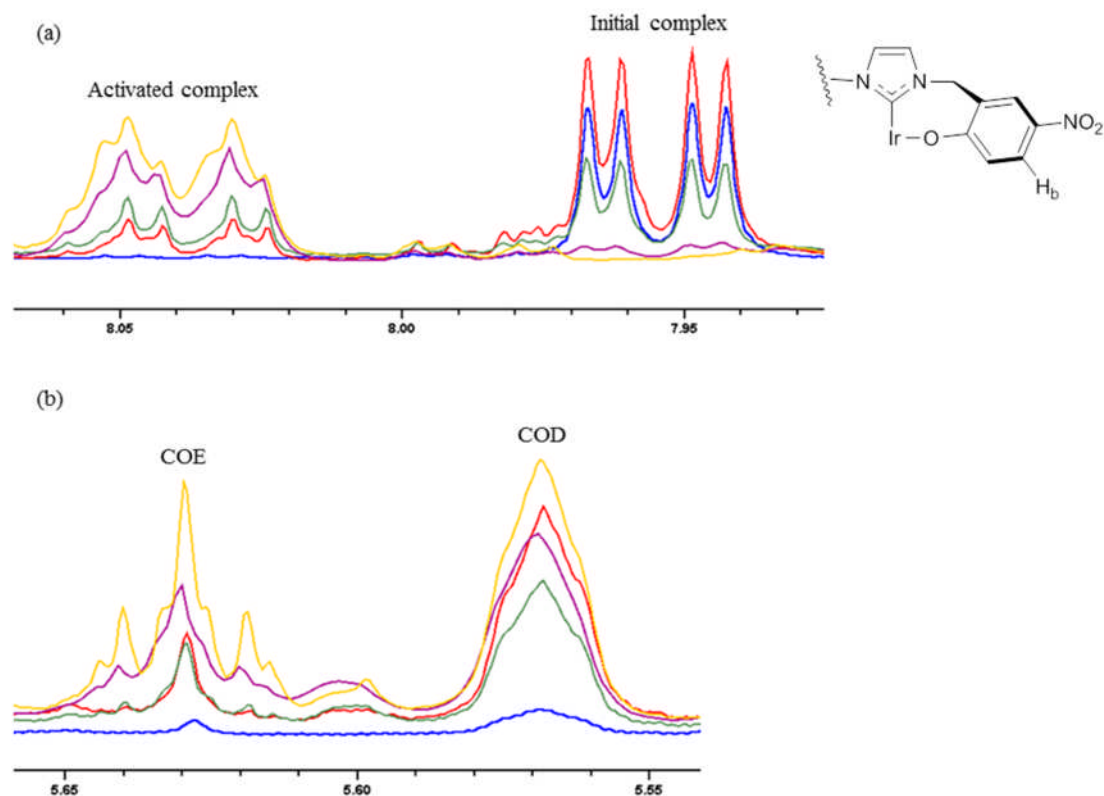 (a)
Initial complex
Activated complex
N
N
Ir
O
NO2
Hb
8.05
8.00
7.95
(b)
COE
COD
5.65
5.60
5.55